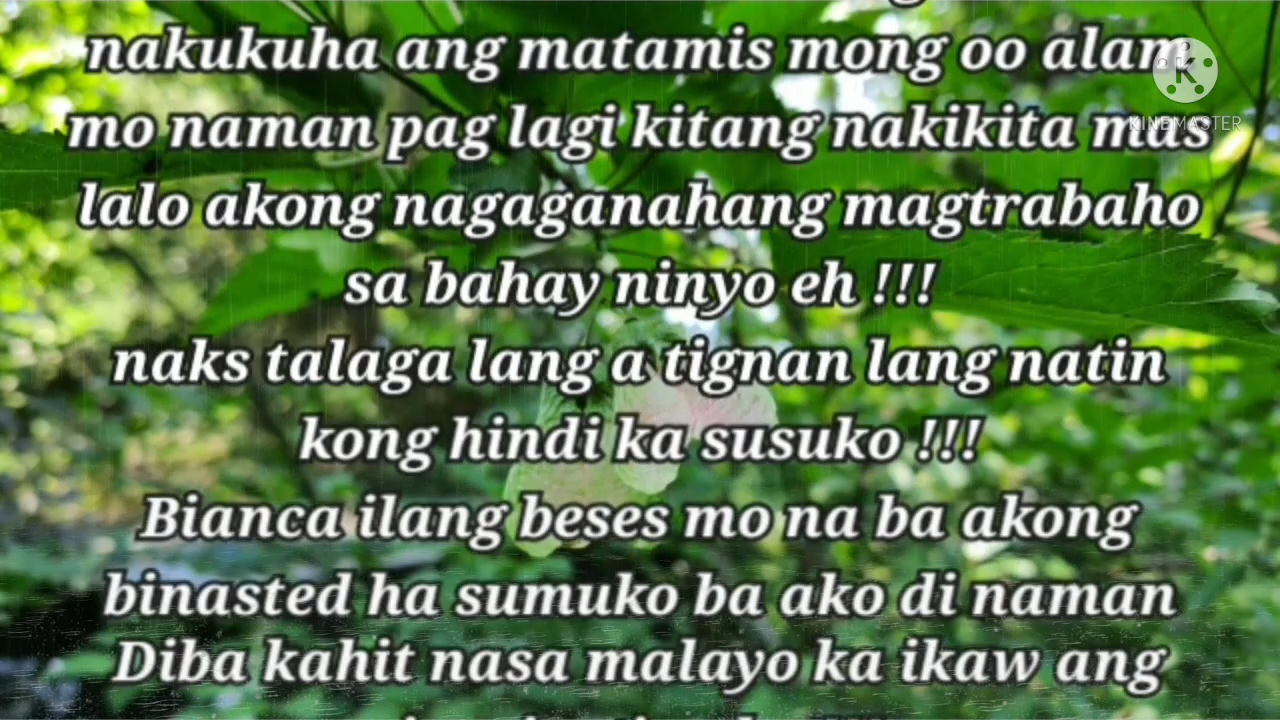 nakukuha ang matamis mong oo alam
mo naman pag lagi kitang nakikita mas
lalo akong nagaganahang magtrabaho
sa bahay ninyo eh !!!
naks talaga lang a tignan lang natin
kong hindi ka susuko !!!
Bianca ilang beses mo na ba akong
binasted ha sumuko ba ako di naman
Diba kahit nasa malayo ka ikaw ang
K
KINEMASTER